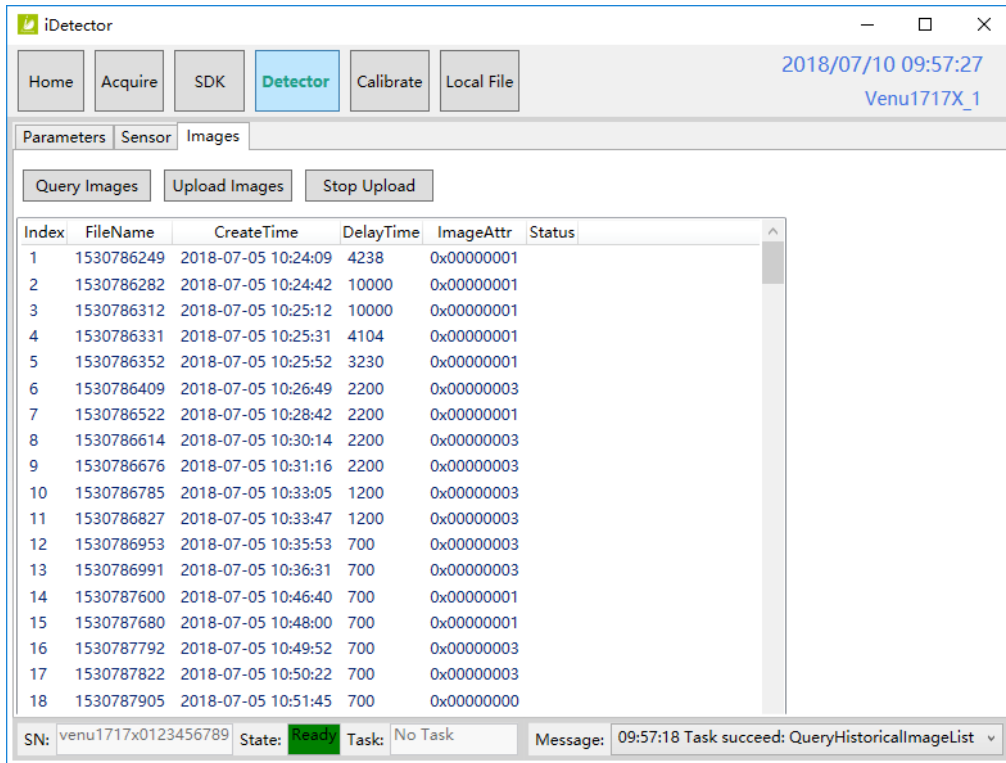 iDetector
Home Acquire SDK Detector Calibrate Local File
2018/07/10 09:57:27
Venu1717X_1
Parameters Sensor Images
Query Images Upload Images Stop Upload
Index FileName CreateTime DelayTime ImageAttr Status
1 1530786249 2018-07-05 10:24:09 4238 0x00000001
2 1530786282 2018-07-05 10:24:42 10000 0x00000001
3 1530786312 2018-07-05 10:25:12 10000 0x00000001
4 1530786331 2018-07-05 10:25:31 4104 0x00000001
5 1530786352 2018-07-05 10:25:52 3230 0x00000001
6 1530786409 2018-07-05 10:26:49 2200 0x00000003
7 1530786522 2018-07-05 10:28:42 2200 0x00000001
8 1530786614 2018-07-05 10:30:14 2200 0x00000003
9 1530786676 2018-07-05 10:31:16 2200 0x00000003
10 1530786785 2018-07-05 10:33:05 1200 0x00000003
11 1530786827 2018-07-05 10:33:47 1200 0x00000003
12 1530786953 2018-07-05 10:35:53 700 0x00000003
13 1530786991 2018-07-05 10:36:31 700 0x00000003
14 1530787600 2018-07-05 10:46:40 700 0x00000001
15 1530787680 2018-07-05 10:48:00 700 0x00000001
16 1530787792 2018-07-05 10:49:52 700 0x00000003
17 1530787822 2018-07-05 10:50:22 700 0x00000003
18 1530787905 2018-07-05 10:51:45 700 0x00000000
SN: venu1717x0123456789 State: Ready Task: No Task Message: 09:57:18 Task succeed: QueryHistoricalImageList